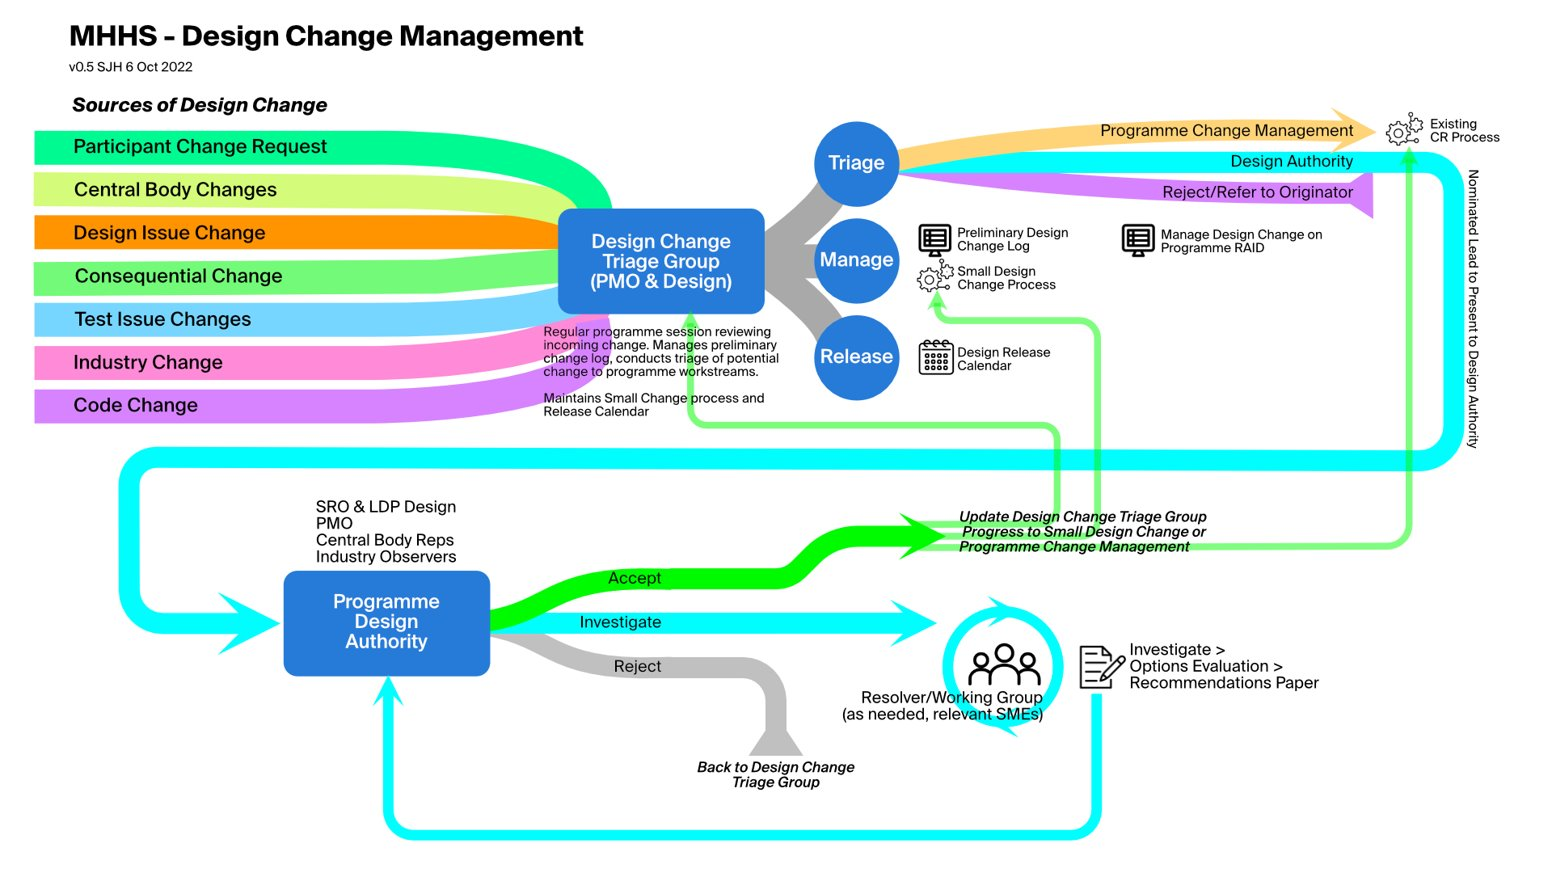 MHHS - Design Change Management
v0.5 SJH 6 Oct 2022
Sources of Design Change
Participant Change Request
Central Body Changes
Design Issue Change
Consequential Change
Test Issue Changes
Industry Change
Code Change
Design Change
Triage Group
(PMO & Design)
Regular programme session reviewing
incoming change. Manages preliminary
change log, conducts triage of potential
change to programme workstreams.
Maintains Small Change process and
Release Calendar
Triage
Manage
Release
Programme Change Management
Design Authority
Reject/Refer to Originator
Existing
CR Process
Preliminary Design
Change Log
Small Design
Change Process
Manage Design Change on
Programme RAID
Design Release
Calendar
Nominated Lead to Present to Design Authority
SRO & LDP Design
PMO
Central Body Reps
Industry Observers
Programme
Design
Authority
Accept
Investigate
Reject
Update Design Change Triage Group
Progress to Small Design Change or
Programme Change Management
Back to Design Change
Triage Group
Resolver/Working Group
(as needed, relevant SMEs)
Investigate >
Options Evaluation >
Recommendations Paper